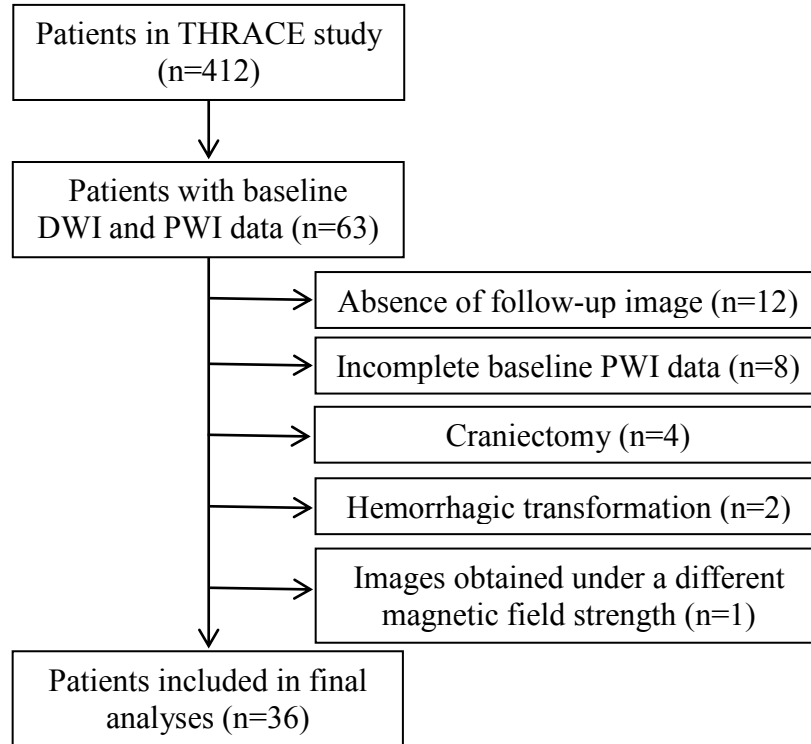 Patients in THRACE study
(n=412)
Patients with baseline
DWI and PWI data (n=63)
Absence of follow-up image (n=12)
Incomplete baseline PWI data (n=8)
Craniectomy (n=4)
Hemorrhagic transformation (n=2)
Images obtained under a different
magnetic field strength (n=1)
Patients included in final
analyses (n=36)